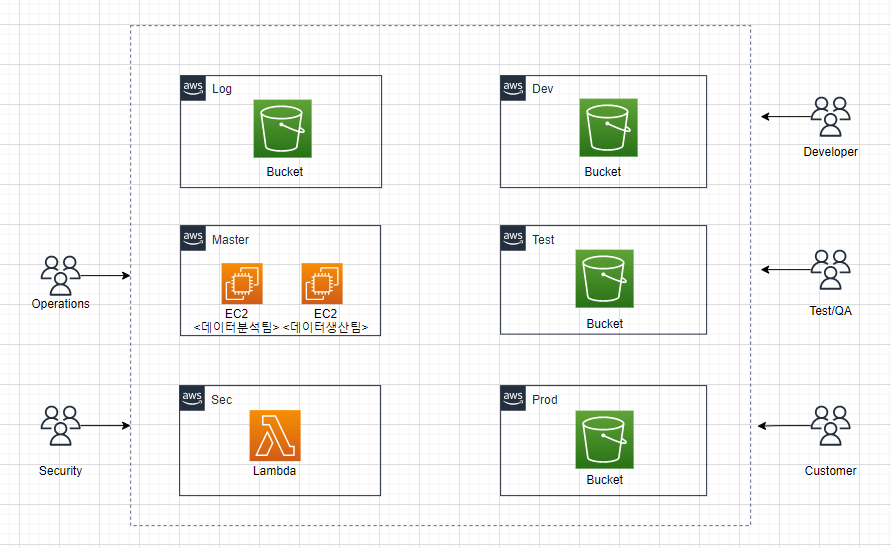 aws Log
Bucket
aws Dev
Bucket
Developer
aws Master
EC2
<데이터분석팀>
EC2
<데이터생산팀>
Operations
aws Test
Bucket
Test/QA
aws Sec
Lambda
Security
aws Prod
Bucket
Customer